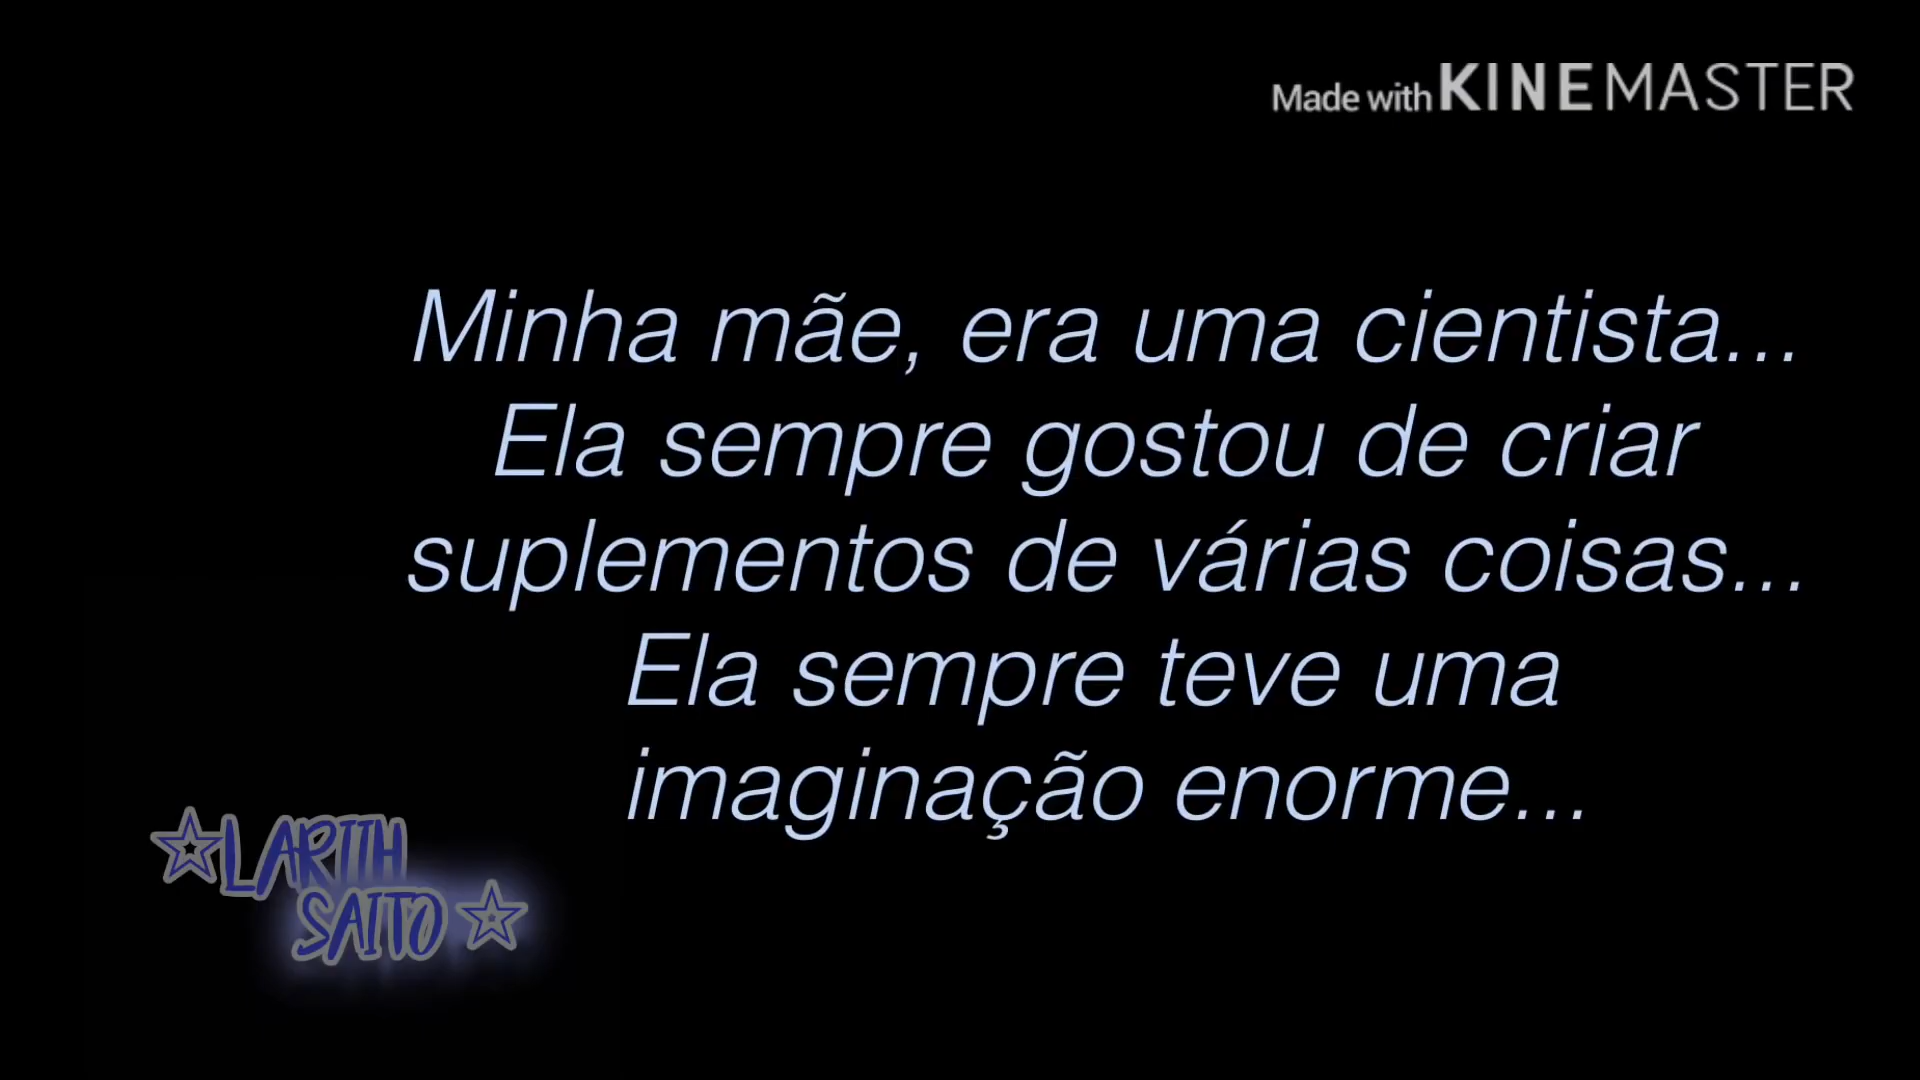 Made with KINEMASTER
Minha mãe, era uma cientista...
Ela sempre gostou de criar
suplementos de várias coisas...
Ela sempre teve uma
imaginação enorme...
LARIIH
SAITO